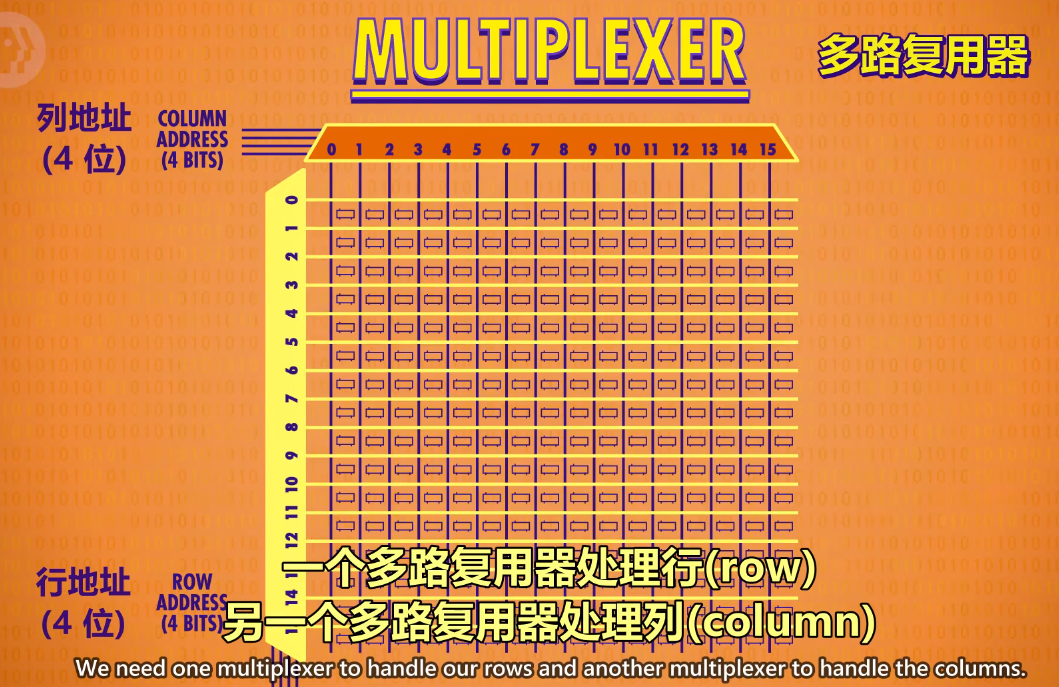 MULTIPLEXER
多路复用器
列地址
(4 位)
COLUMN
ADDRESS
(4 BITS)
0 1 2 3 4 5 6 7 8 9 10 11 12 13 14 15
0
1
2
3
4
5
6
7
8
9
10
11
12
14
行地址
(4 位)
ROW
ADDRESS
(4 BITS)
一个多路复用器处理行(row)
另一个多路复用器处理列(column)
We need one multiplexer to handle our rows and another multiplexer to handle the columns.